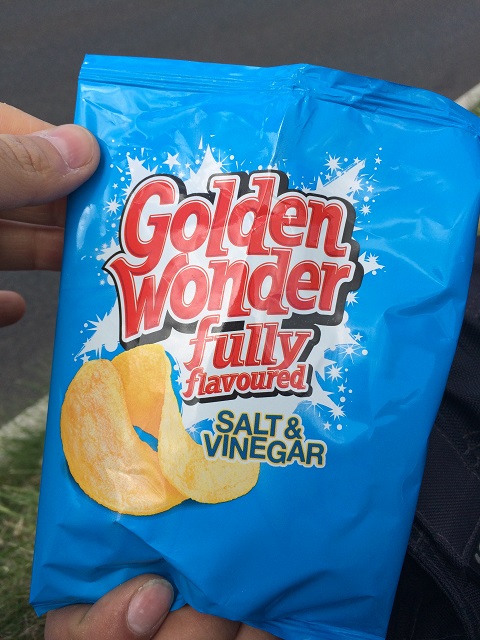 Golden
Wonder
fully
flavoured
SALT &
VINEGAR